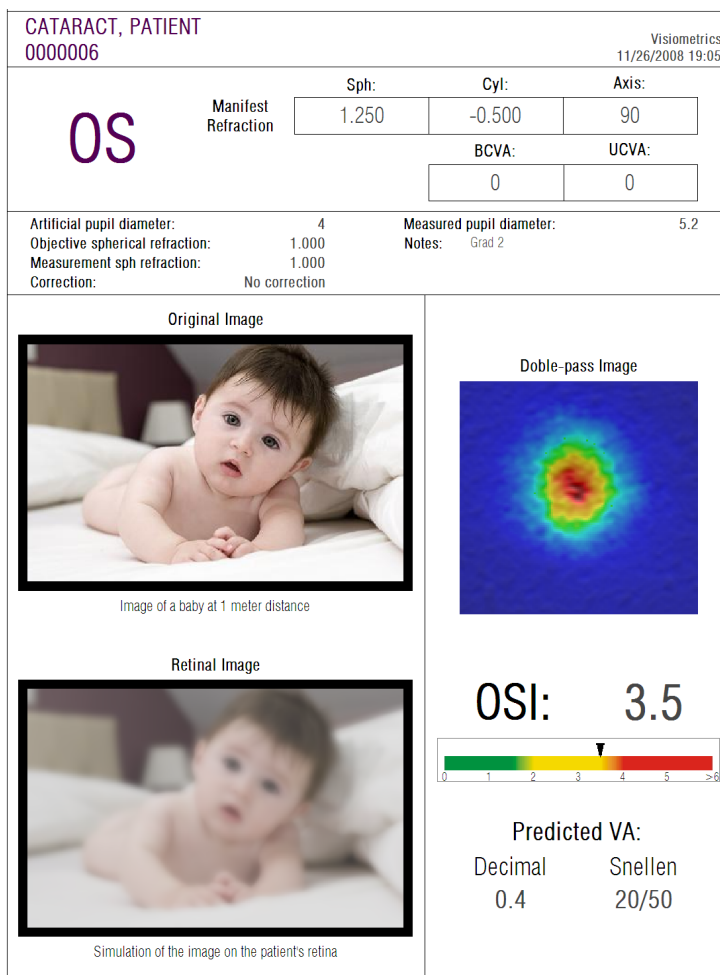 CATARACT, PATIENT
0000006
Visiometrics
11/26/2008 19:05
OS
Manifest
Refraction
Sph: Cyl: Axis:
1.250 -0.500 90
BCVA: UCVA:
0 0
Artificial pupil diameter: 4
Objective spherical refraction: 1.000
Measurement sph refraction: 1.000
Correction: No correction
Measured pupil diameter: 5.2
Notes: Grad 2
Original Image
Image of a baby at 1 meter distance
Retinal Image
Simulation of the image on the patient's retina
Doble-pass Image
OSI: 3.5
0 1 2 3 4 5 >6
Predicted VA:
Decimal Snellen
0.4 20/50